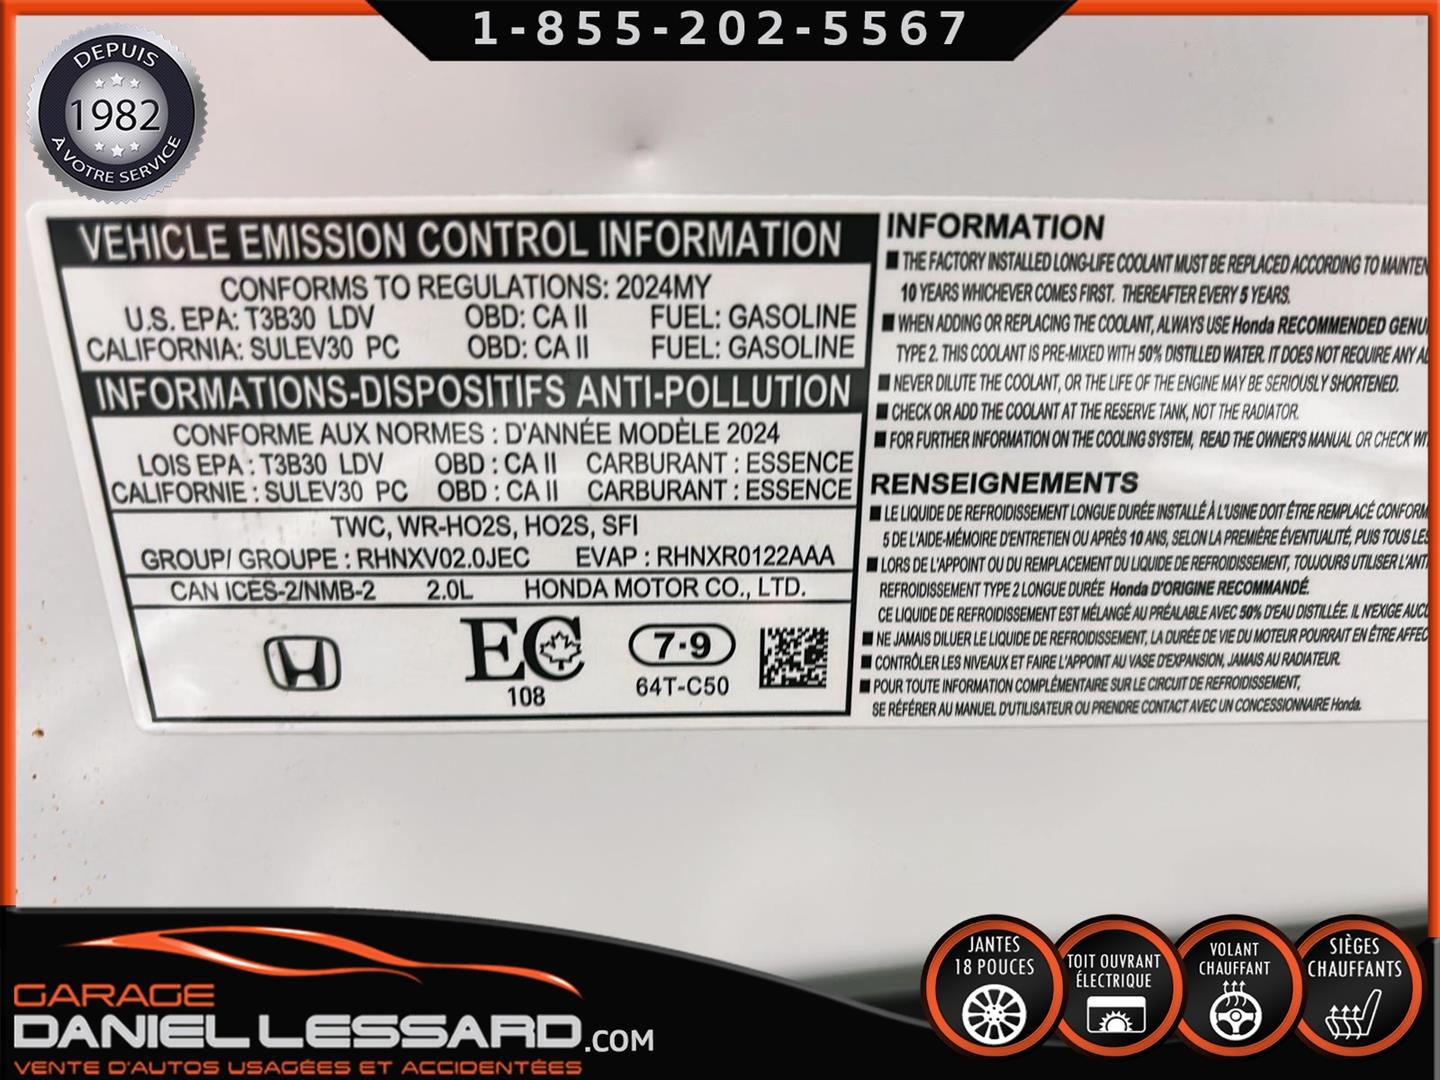 1-855-202-5567
DEPUIS
1982
À VOTRE SERVICE
VEHICLE EMISSION CONTROL INFORMATION
CONFORMS TO REGULATIONS: 2024MY
U.S. EPA: T3B30 LDV OBD: CA II FUEL: GASOLINE
CALIFORNIA: SULEV30 PC OBD: CA II FUEL: GASOLINE
INFORMATIONS-DISPOSITIFS ANTI-POLLUTION
CONFORME AUX NORMES : D'ANNÉE MODÈLE 2024
LOIS EPA : T3B30 LDV OBD : CA II CARBURANT : ESSENCE
CALIFORNIE : SULEV30 PC OBD : CA II CARBURANT : ESSENCE
TWC, WR-HO2S, HO2S, SFI
GROUP/ GROUPE : RHNXV02.0JEC EVAP : RHNXR0122AAA
CAN ICES-2/NMB-2 2.0L HONDA MOTOR CO., LTD.
EC
108
7·9
64T-C50
INFORMATION
■ THE FACTORY INSTALLED LONG-LIFE COOLANT MUST BE REPLACED ACCORDING TO MAINTEN
10 YEARS WHICHEVER COMES FIRST. THEREAFTER EVERY 5 YEARS.
■ WHEN ADDING OR REPLACING THE COOLANT, ALWAYS USE Honda RECOMMENDED GENU
TYPE 2. THIS COOLANT IS PRE-MIXED WITH 50% DISTILLED WATER. IT DOES NOT REQUIRE ANY A
■ NEVER DILUTE THE COOLANT, OR THE LIFE OF THE ENGINE MAY BE SERIOUSLY SHORTENED.
■ CHECK OR ADD THE COOLANT AT THE RESERVE TANK, NOT THE RADIATOR.
■ FOR FURTHER INFORMATION ON THE COOLING SYSTEM, READ THE OWNER'S MANUAL OR CHECK WI
RENSEIGNEMENTS
■ LE LIQUIDE DE REFROIDISSEMENT LONGUE DURÉE INSTALLÉ À L'USINE DOIT ÊTRE REMPLACÉ CONFORM
5 DE L'AIDE-MÉMOIRE D'ENTRETIEN OU APRÈS 10 ANS, SELON LA PREMIÈRE ÉVENTUALITÉ, PUIS TOUS LES
■ LORS DE L'APPOINT OU DU REMPLACEMENT DU LIQUIDE DE REFROIDISSEMENT, TOUJOURS UTILISER L'ANTI
REFROIDISSEMENT TYPE 2 LONGUE DURÉE Honda D'ORIGINE RECOMMANDÉ.
CE LIQUIDE DE REFROIDISSEMENT EST MÉLANGÉ AU PRÉALABLE AVEC 50% D'EAU DISTILLÉE. IL N'EXIGE AUC
■ NE JAMAIS DILUER LE LIQUIDE DE REFROIDISSEMENT, LA DURÉE DE VIE DU MOTEUR POURRAIT EN ÊTRE AFFEC
■ CONTRÔLER LES NIVEAUX ET FAIRE L'APPOINT AU VASE D'EXPANSION, JAMAIS AU RADIATEUR.
■ POUR TOUTE INFORMATION COMPLÉMENTAIRE SUR LE CIRCUIT DE REFROIDISSEMENT,
SE RÉFÉRER AU MANUEL D'UTILISATEUR OU PRENDRE CONTACT AVEC UN CONCESSIONNAIRE Honda.
GARAGE
DANIEL LESSARD.COM
VENTE D'AUTOS USAGÉES ET ACCIDENTÉES
JANTES
18 POUCES
TOIT OUVRANT
ÉLECTRIQUE
VOLANT
CHAUFFANT
SIÈGES
CHAUFFANTS